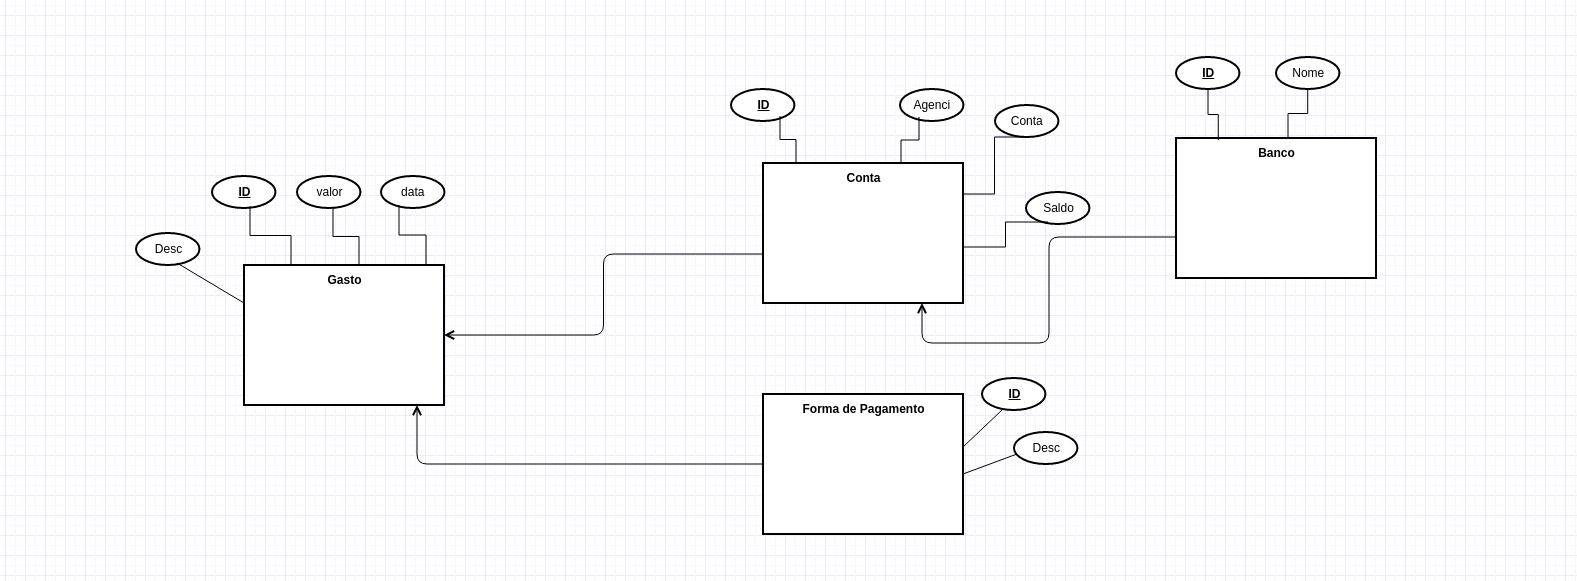 ID
Nome
ID
Agenci
Conta
Banco
Conta
ID
valor
data
Saldo
Desc
Gasto
ID
Forma de Pagamento
Desc